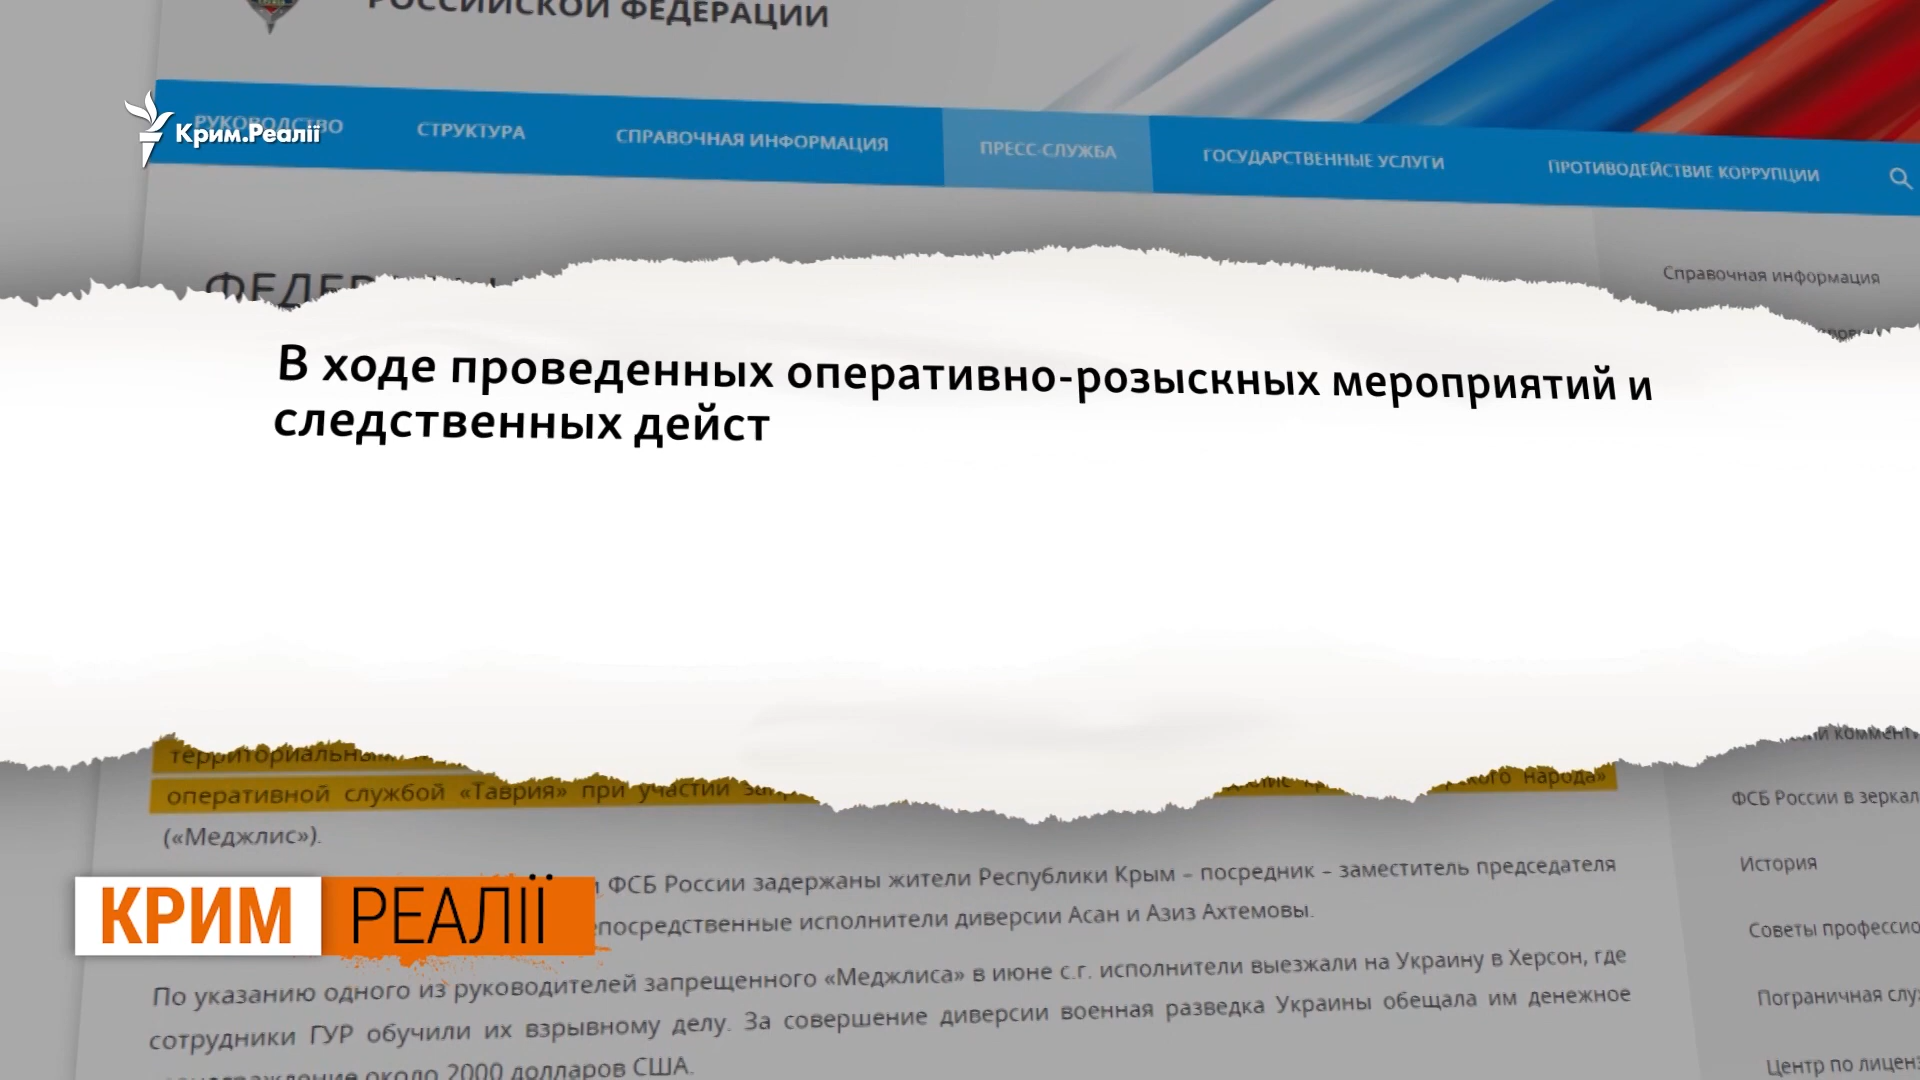 РОССИЙСКОЙ ФЕДЕРАЦИИ
Крим.Реалії
РУКОВОДСТВО СТРУКТУРА СПРАВОЧНАЯ ИНФОРМАЦИЯ ПРЕСС-СЛУЖБА ГОСУДАРСТВЕННЫЕ УСЛУГИ ПРОТИВОДЕЙСТВИЕ КОРРУПЦИИ
Справочная информация
В ходе проведенных оперативно-розыскных мероприятий и
следственных дейст
оперативной службой «Таврия» при участии народа»
(«Меджлис»).
ФСБ России в
История
ФСБ России задержаны жители Республики Крым – посредник – заместитель председателя
исполнители диверсии Асан и Азиз Ахтемовы.
Советы
КРИМ РЕАЛІЇ
По указанию одного из руководителей запрещенного «Меджлиса» в июне с.г. исполнители выезжали на Украину в Херсон, где
сотрудники ГУР обучили их взрывному делу. За совершение диверсии военная разведка Украины обещала им денежное
около 2000 долларов США.
Пограничная
Центр по